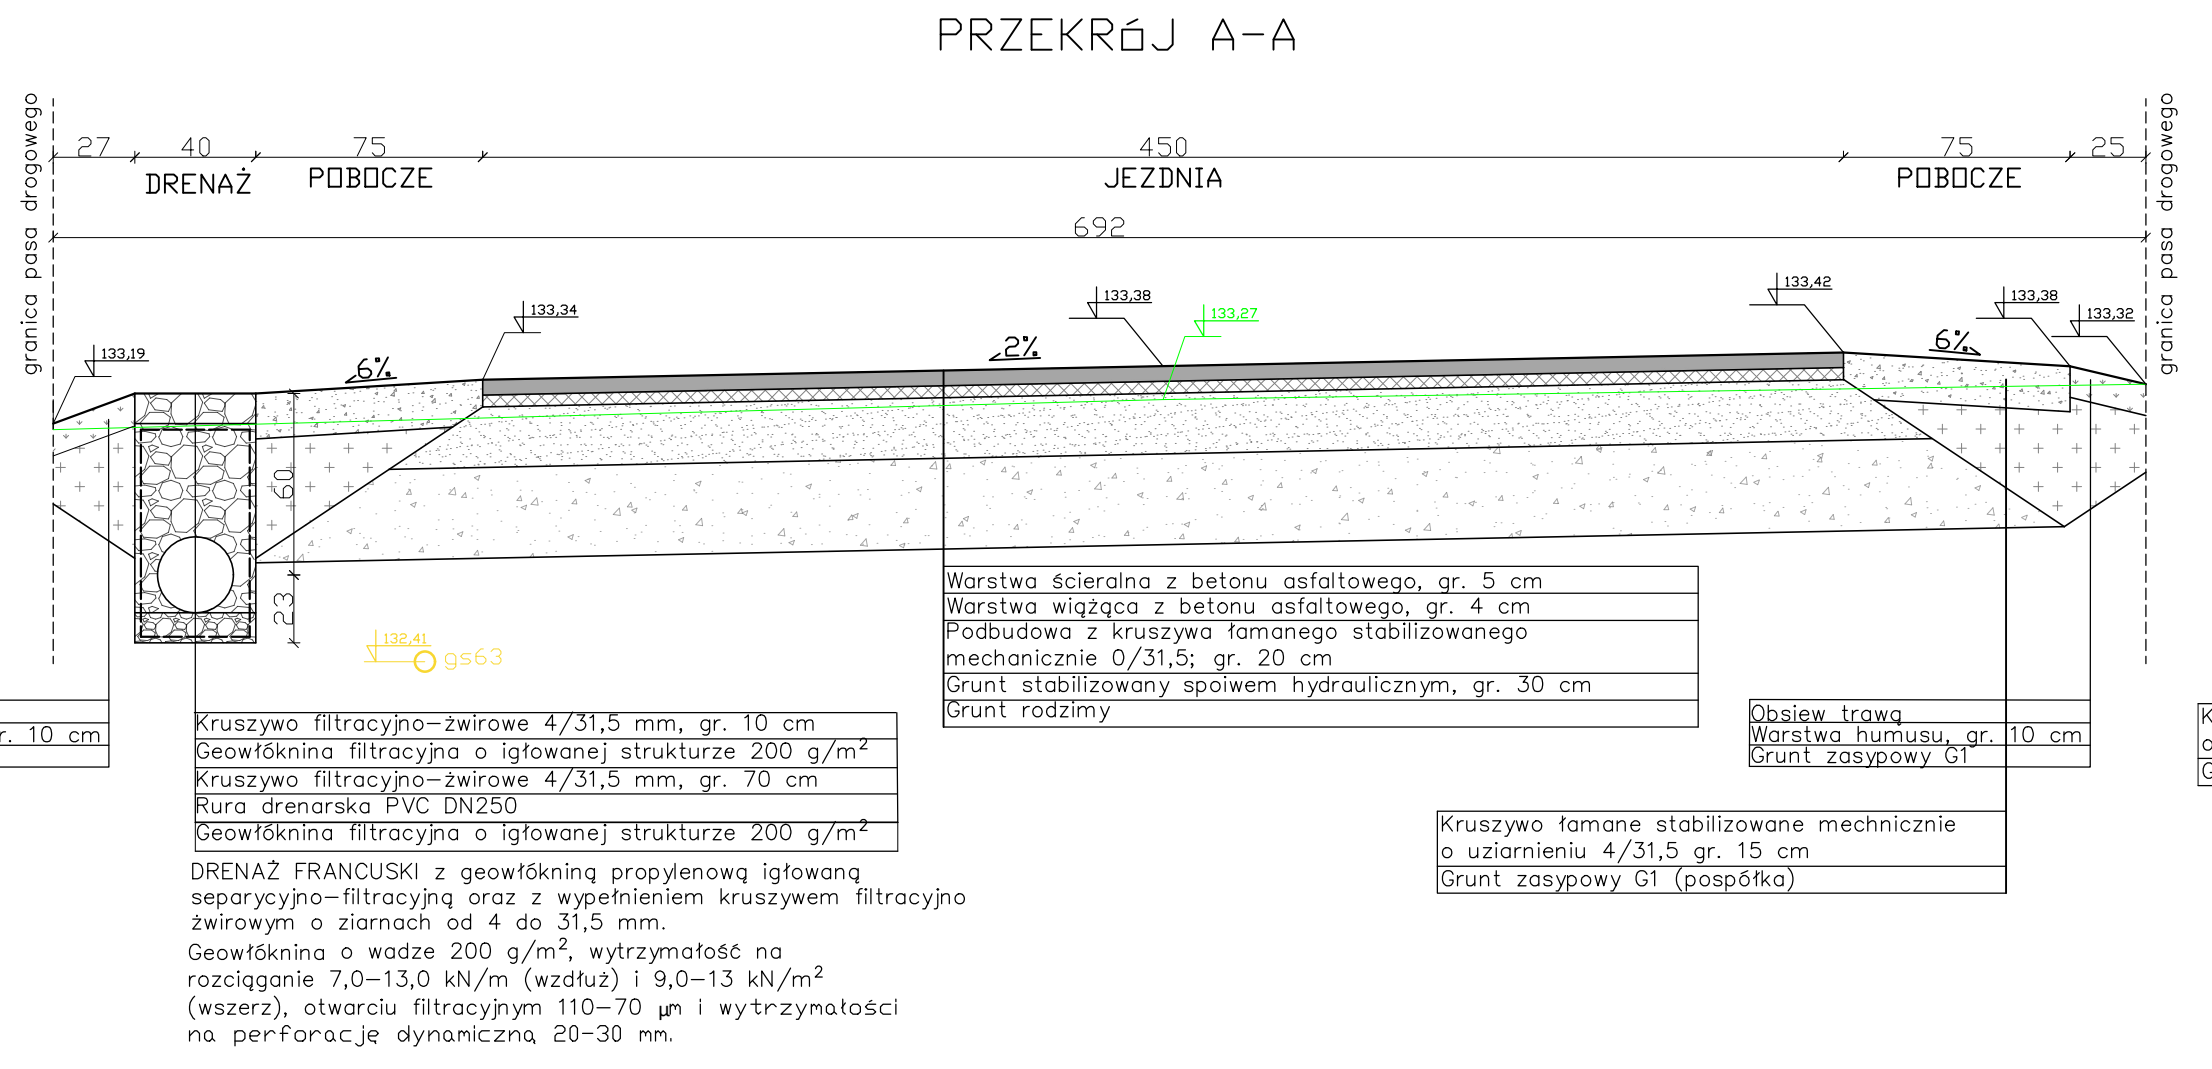 PRZEKRÓJ A-A
granica pasa drogowego
27
40
75
450
75
25
granica pasa drogowego
DRENAŻ
POBOCZE
JEZDNIA
POBOCZE
692
133,19
6%
133,34
2%
133,38
133,27
133,42
133,38
6%
133,32
60
23
132,41
gs63
Warstwa ścieralna z betonu asfaltowego, gr. 5 cm
Warstwa wiążąca z betonu asfaltowego, gr. 4 cm
Podbudowa z kruszywa łamanego stabilizowanego
mechanicznie 0/31,5; gr. 20 cm
Grunt stabilizowany spoiwem hydraulicznym, gr. 30 cm
Grunt rodzimy
r. 10 cm
Kruszywo filtracyjno-żwirowe 4/31,5 mm, gr. 10 cm
Geowłóknina filtracyjna o igłowanej strukturze 200 g/m²
Kruszywo filtracyjno-żwirowe 4/31,5 mm, gr. 70 cm
Rura drenarska PVC DN250
Geowłóknina filtracyjna o igłowanej strukturze 200 g/m²
Obsiew trawą
Warstwa humusu, gr. 10 cm
Grunt zasypowy G1
K
o
G
Kruszywo łamane stabilizowane mechnicznie
o uziarnieniu 4/31,5 gr. 15 cm
Grunt zasypowy G1 (pospółka)
DRENAŻ FRANCUSKI z geowłókniną propylenową igłowaną
separycyjno-filtracyjną oraz z wypełnieniem kruszywem filtracyjno
żwirowym o ziarnach od 4 do 31,5 mm.
Geowłóknina o wadze 200 g/m², wytrzymałość na
rozciąganie 7,0-13,0 kN/m (wzdłuż) i 9,0-13 kN/m²
(wszerz), otwarciu filtracyjnym 110-70 µm i wytrzymałości
na perforację dynamiczną 20-30 mm.